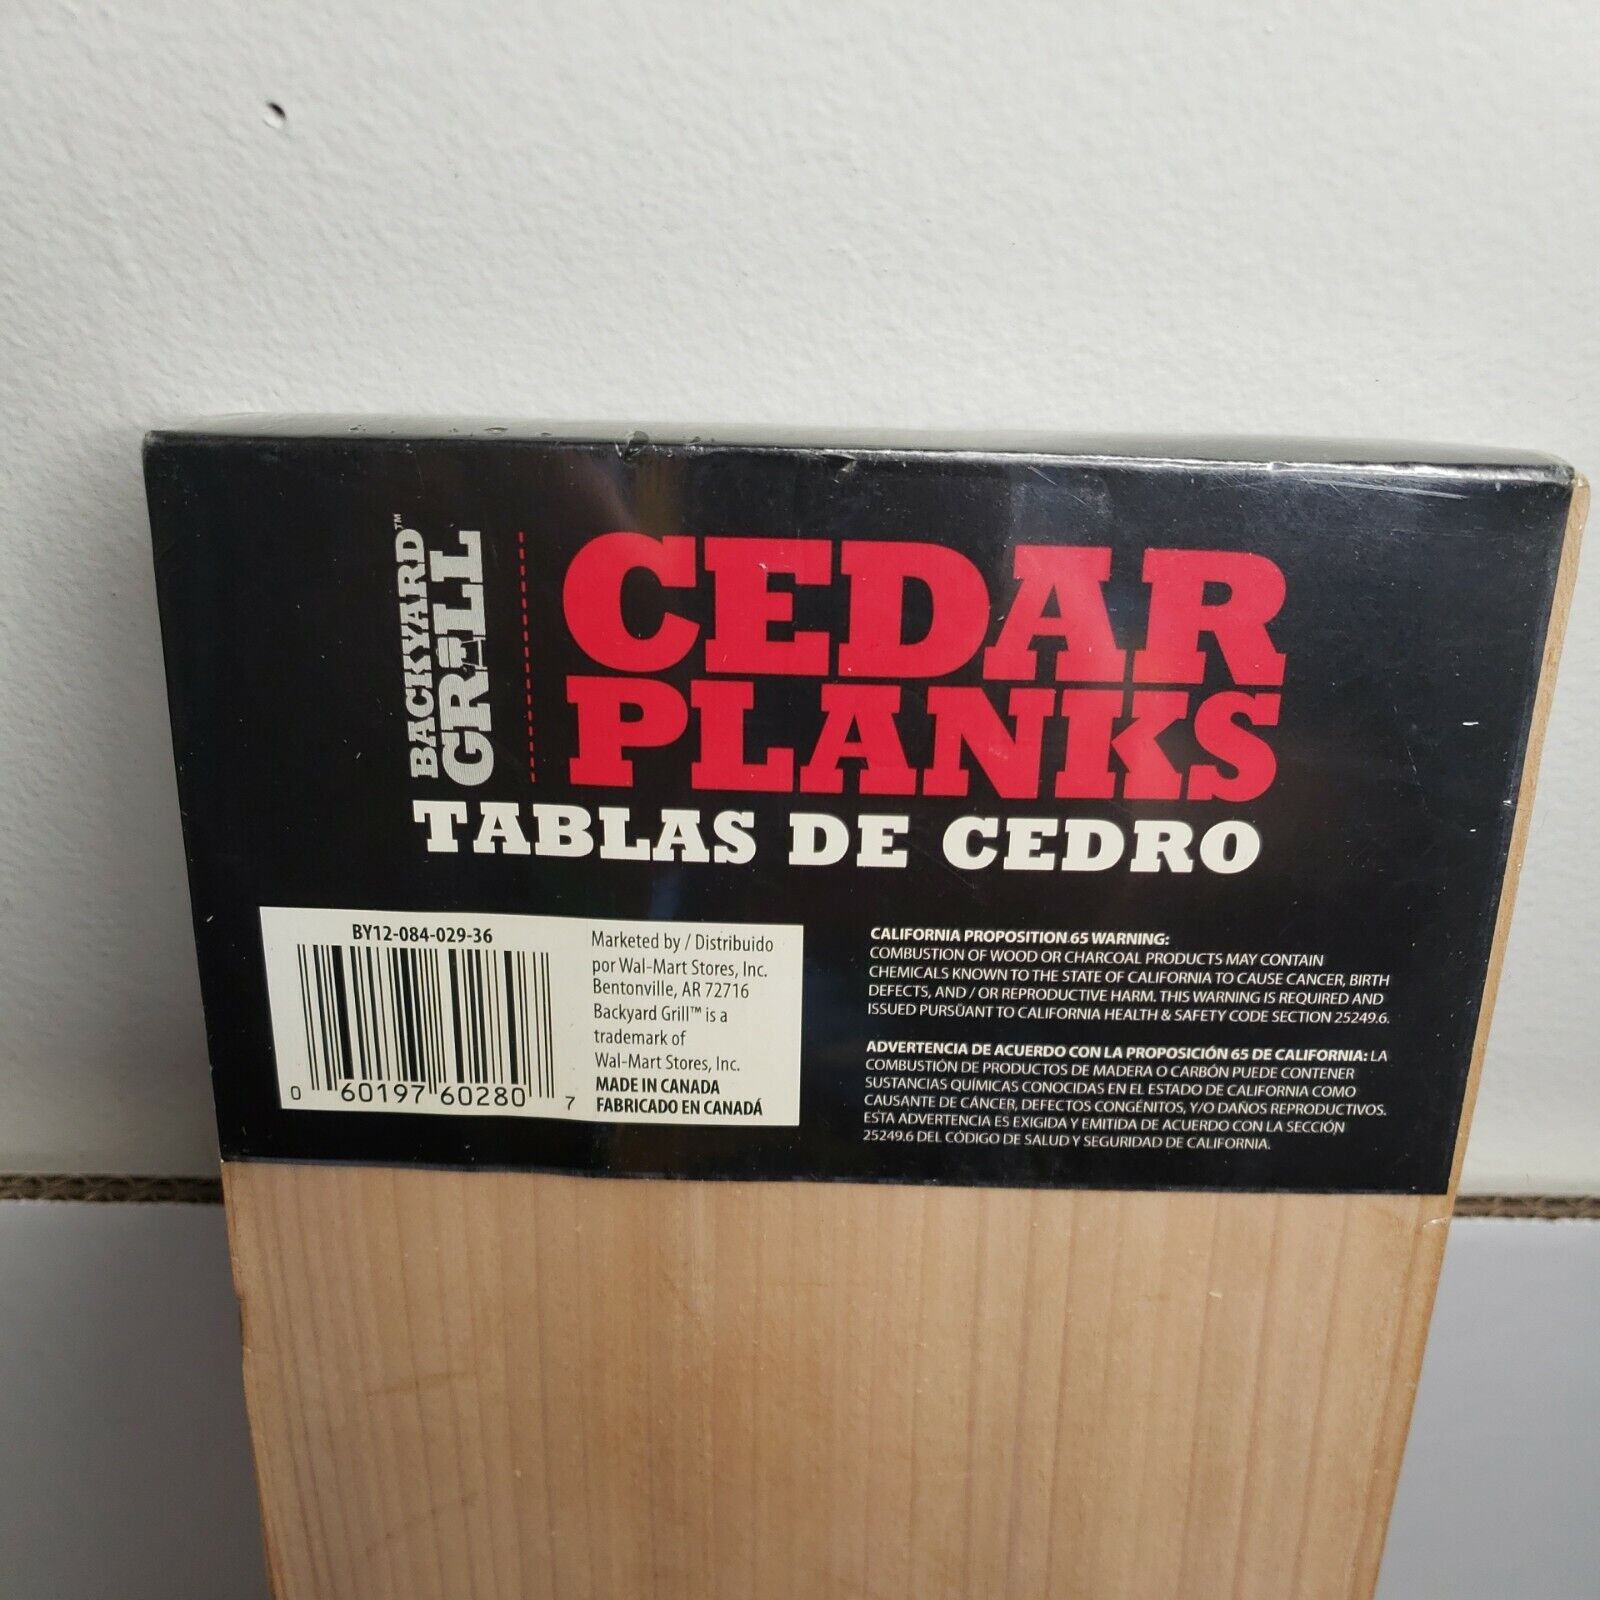 BACKYARD™
GRILL
CEDAR
PLANKS
TABLAS DE CEDRO
BY12-084-029-36
0 60197 60280 7
Marketed by / Distribuido
por Wal-Mart Stores, Inc.
Bentonville, AR 72716
Backyard Grill™ is a
trademark of
Wal-Mart Stores, Inc.
MADE IN CANADA
FABRICADO EN CANADÁ
CALIFORNIA PROPOSITION 65 WARNING:
COMBUSTION OF WOOD OR CHARCOAL PRODUCTS MAY CONTAIN
CHEMICALS KNOWN TO THE STATE OF CALIFORNIA TO CAUSE CANCER, BIRTH
DEFECTS, AND / OR REPRODUCTIVE HARM. THIS WARNING IS REQUIRED AND
ISSUED PURSUANT TO CALIFORNIA HEALTH & SAFETY CODE SECTION 25249.6.
ADVERTENCIA DE ACUERDO CON LA PROPOSICIÓN 65 DE CALIFORNIA: LA
COMBUSTIÓN DE PRODUCTOS DE MADERA O CARBÓN PUEDE CONTENER
SUSTANCIAS QUÍMICAS CONOCIDAS EN EL ESTADO DE CALIFORNIA COMO
CAUSANTE DE CÁNCER, DEFECTOS CONGÉNITOS, Y/O DAÑOS REPRODUCTIVOS.
ESTA ADVERTENCIA ES EXIGIDA Y EMITIDA DE ACUERDO CON LA SECCIÓN
25249.6 DEL CÓDIGO DE SALUD Y SEGURIDAD DE CALIFORNIA.